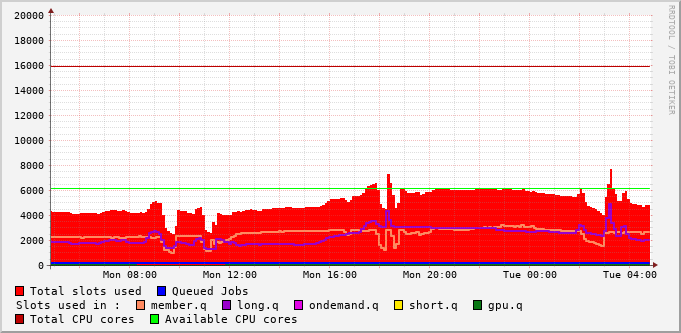 RRDTOOL / TOBI OETIKER
20000
18000
16000
14000
12000
10000
8000
6000
4000
2000
0
Mon 08:00 Mon 12:00 Mon 16:00 Mon 20:00 Tue 00:00 Tue 04:00
Total slots used Queued Jobs
Slots used in : member.q long.q ondemand.q short.q gpu.q
Total CPU cores Available CPU cores